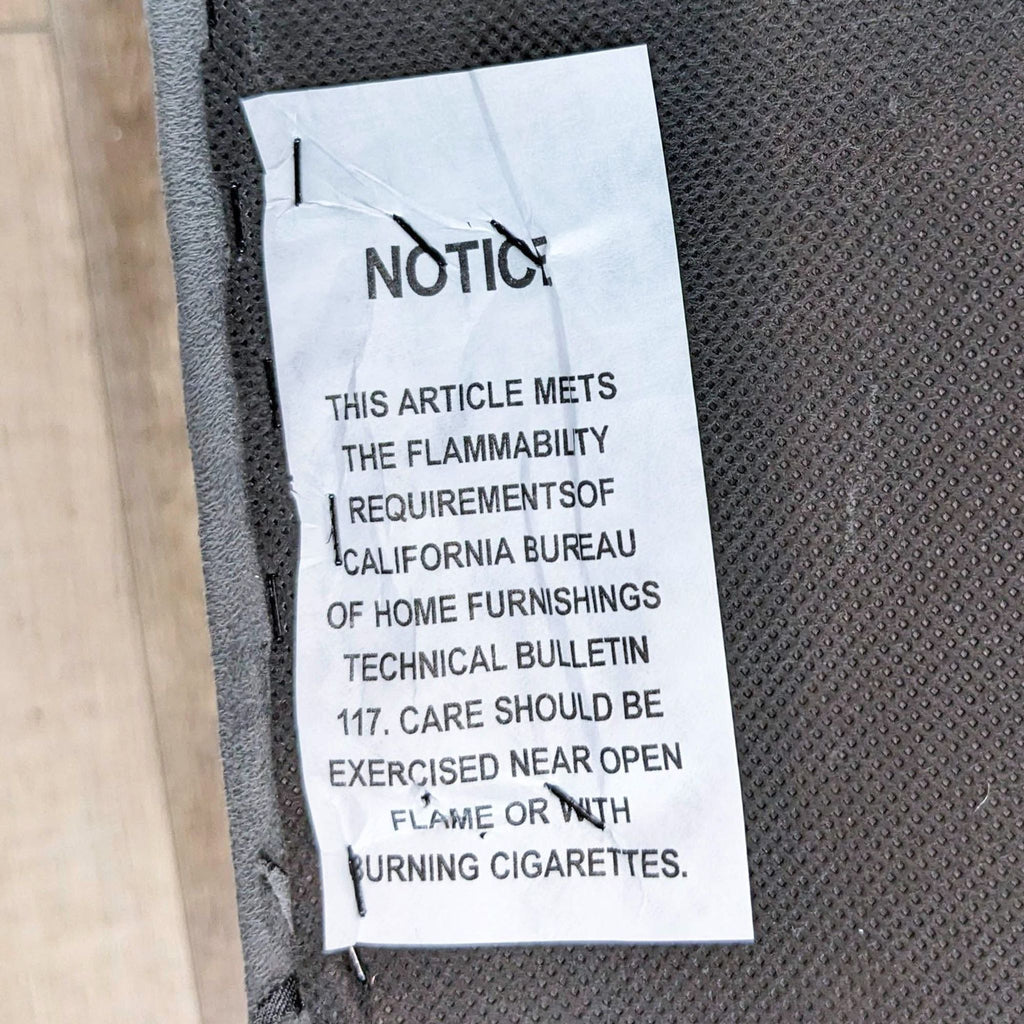 NOTICE
THIS ARTICLE METS
THE FLAMMABILTY
REQUIREMENTSOF
CALIFORNIA BUREAU
OF HOME FURNISHINGS
TECHNICAL BULLETIN
117. CARE SHOULD BE
EXERCISED NEAR OPEN
FLAME OR WITH
BURNING CIGARETTES.